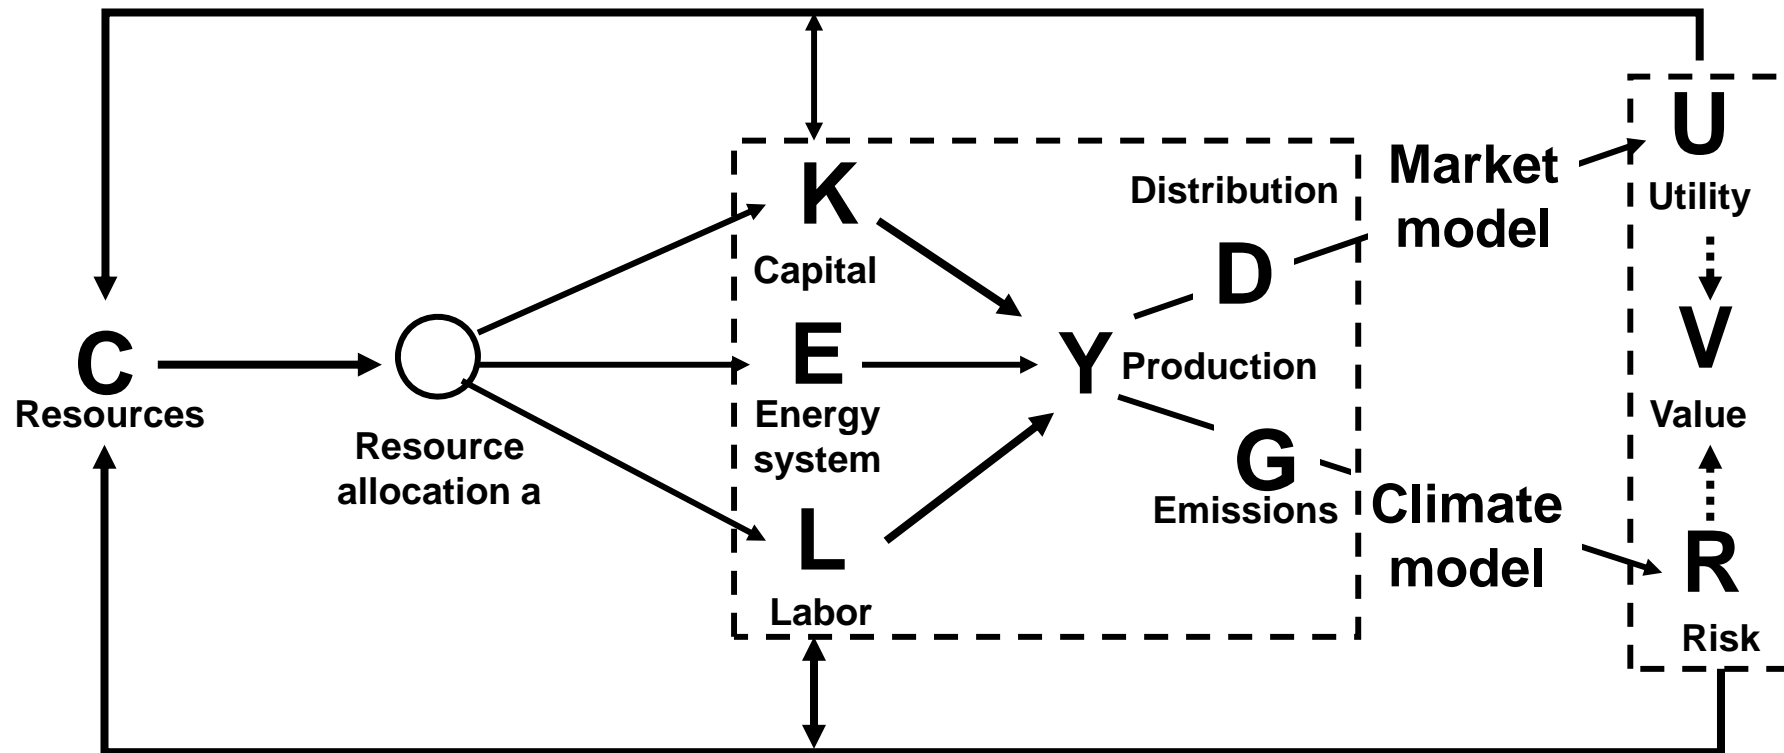 C
Resources
Resource
allocation a
K
Capital
E
Energy
system
L
Labor
Y
Production
Distribution
D
G
Emissions
Market
model
Climate
model
U
Utility
V
Value
R
Risk